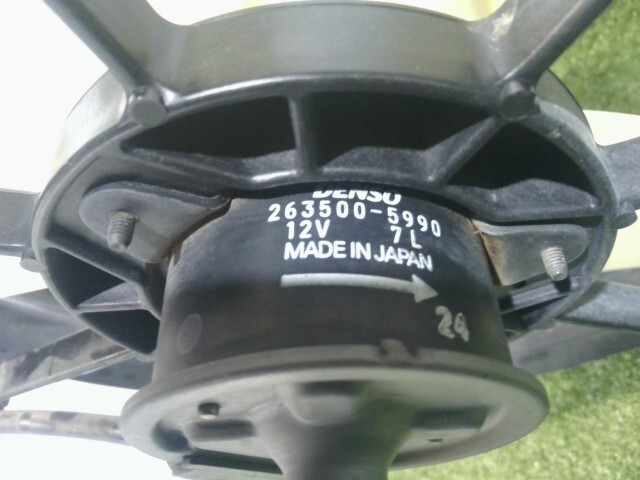 DENSO
263500-5990
12V 7L
MADE IN JAPAN
24